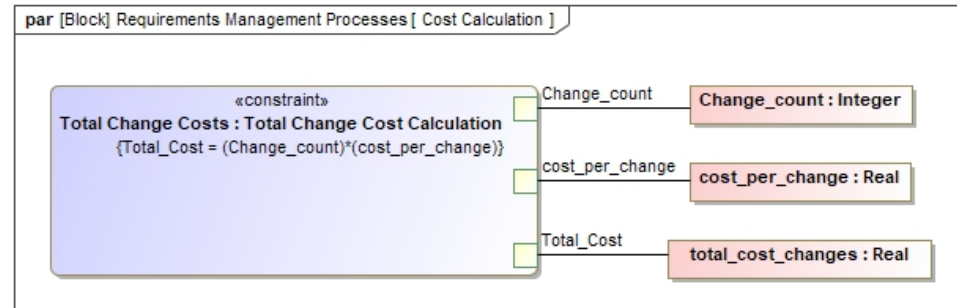 par [Block] Requirements Management Processes [ Cost Calculation ]
«constraint»
Total Change Costs : Total Change Cost Calculation
{Total_Cost = (Change_count)*(cost_per_change)}
Change_count
Change_count : Integer
cost_per_change
cost_per_change : Real
Total_Cost
total_cost_changes : Real